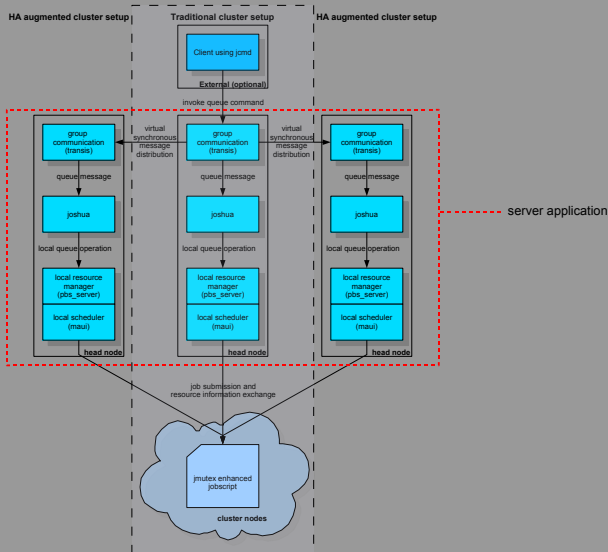 HA augmented cluster setup
Traditional cluster setup
HA augmented cluster setup
Client using jcmd
External (optional)
invoke queue command
group
communication
(transis)
virtual
synchronous
message
distribution
group
communication
(transis)
virtual
synchronous
message
distribution
group
communication
(transis)
queue message
queue message
queue message
joshua
joshua
joshua
server application
local queue operation
local queue operation
local queue operation
local resource
manager
(pbs_server)
local resource
manager
(pbs_server)
local resource
manager
(pbs_server)
local scheduler
(maui)
local scheduler
(maui)
local scheduler
(maui)
head node
head node
head node
job submission and
resource information exchange
jmutex enhanced
jobscript
cluster nodes